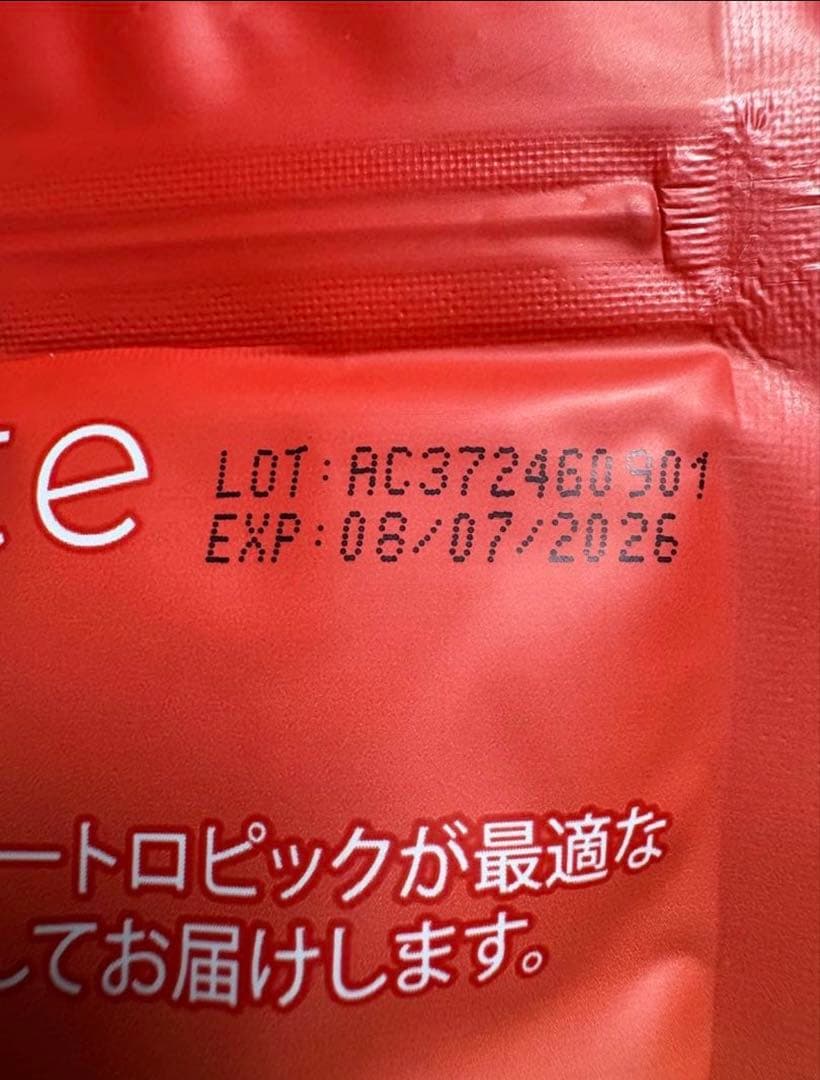 te
LOT:AC372460901
EXP:08/07/2026
ートロピックが最適な
してお届けします。